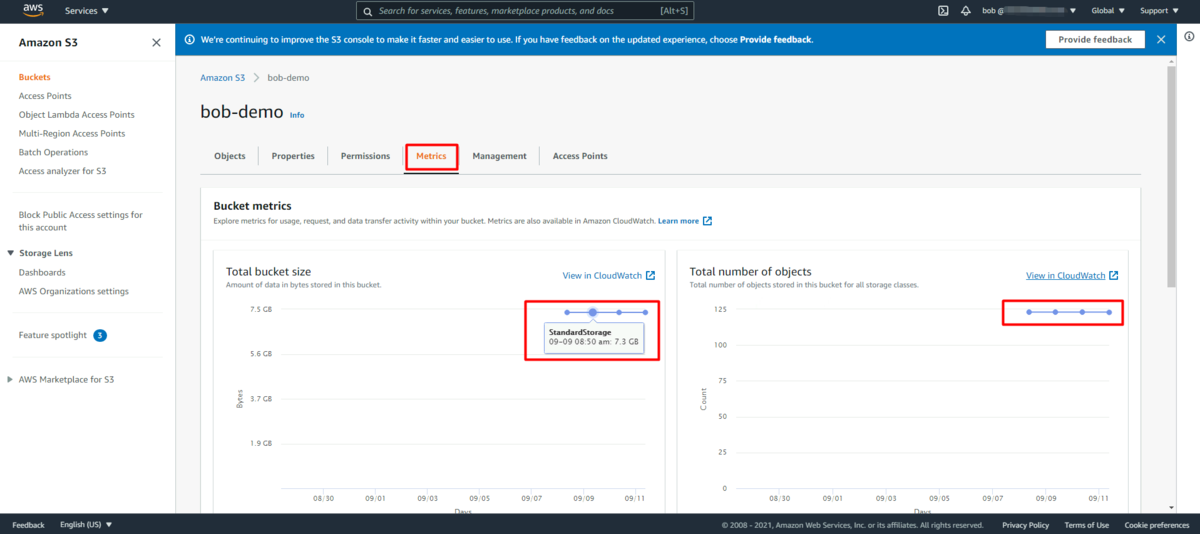 aws
Services
Search for services, features, marketplace products, and docs
[Alt+S]
bob @
Global
Support
Amazon S3
Buckets
Access Points
Object Lambda Access Points
Multi-Region Access Points
Batch Operations
Access analyzer for S3
Block Public Access settings for
this account
Storage Lens
Dashboards
AWS Organizations settings
Feature spotlight 3
AWS Marketplace for S3
We're continuing to improve the S3 console to make it faster and easier to use. If you have feedback on the updated experience, choose Provide feedback.
Provide feedback
Amazon S3 > bob-demo
bob-demo Info
Objects
Properties
Permissions
Metrics
Management
Access Points
Bucket metrics
Explore metrics for usage, request, and data transfer activity within your bucket. Metrics are also available in Amazon CloudWatch. Learn more
Total bucket size
View in CloudWatch
Amount of data in bytes stored in this bucket.
7.5 GB
5.6 GB
3.7 GB
1.9 GB
Bytes
StandardStorage
09-09 08:50 am: 7.3 GB
08/30 09/01 09/03 09/05 09/07 09/09 09/11
Days
Total number of objects
View in CloudWatch
Total number of objects stored in this bucket for all storage classes.
125
100
75
50
25
0
Count
08/30 09/01 09/03 09/05 09/07 09/09 09/11
Days
Feedback
English (US)
© 2008 - 2021, Amazon Web Services, Inc. or its affiliates. All rights reserved.
Privacy Policy
Terms of Use
Cookie preferences